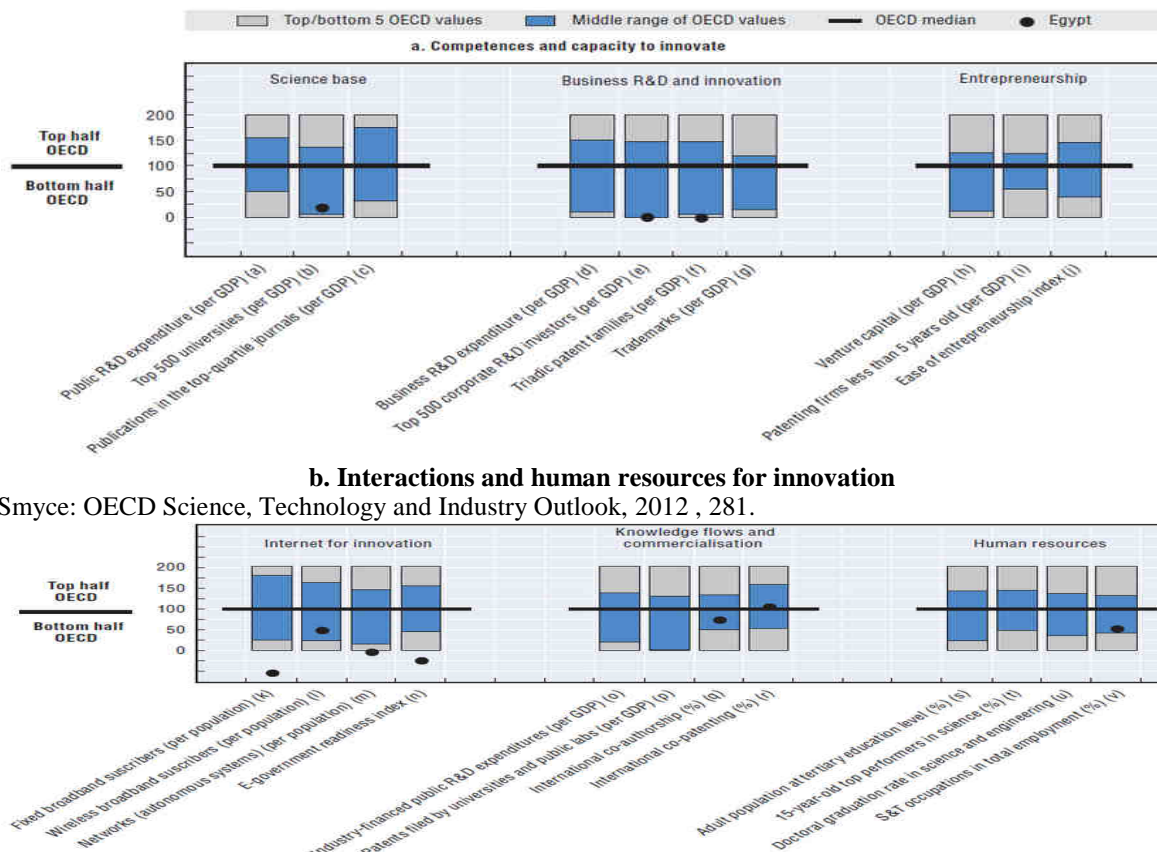 Top/bottom 5 OECD values Middle range of OECD values OECD median Egypt
a. Competences and capacity to innovate
Science base Business R&D and innovation Entrepreneurship
200
150
100
50
0
Top half
OECD
Bottom half
OECD
Public R&D expenditure (per GDP) (a)
Top 500 universities (per GDP) (b)
Publications in the top-quartile journals (per GDP) (c)
Business R&D expenditure (per GDP) (d)
Top 500 corporate R&D investors (per GDP) (e)
Triadic patent families (per GDP) (f)
Trademarks (per GDP) (g)
Venture capital (per GDP) (h)
Patenting firms less than 5 years old (per GDP) (i)
Ease of entrepreneurship index (j)
b. Interactions and human resources for innovation
Smyce: OECD Science, Technology and Industry Outlook, 2012 , 281.
Internet for innovation
Knowledge flows and
commercialisation
Human resources
200
150
100
50
0
Top half
OECD
Bottom half
OECD
Fixed broadband suscribers (per population) (k)
Wireless broadband suscribers (per population) (l)
Networks (autonomous systems) (per population) (m)
E-government readiness index (n)
Industry-financed public R&D expenditures (per GDP) (o)
Patents filed by universities and public labs (per GDP) (p)
International co-authorship (%) (q)
International co-patenting (%) (r)
Adult population at tertiary education level (%) (s)
15-year-old top performers in science (%) (t)
Doctoral graduation rate in science and engineering (u)
S&T occupations in total employment (%) (v)